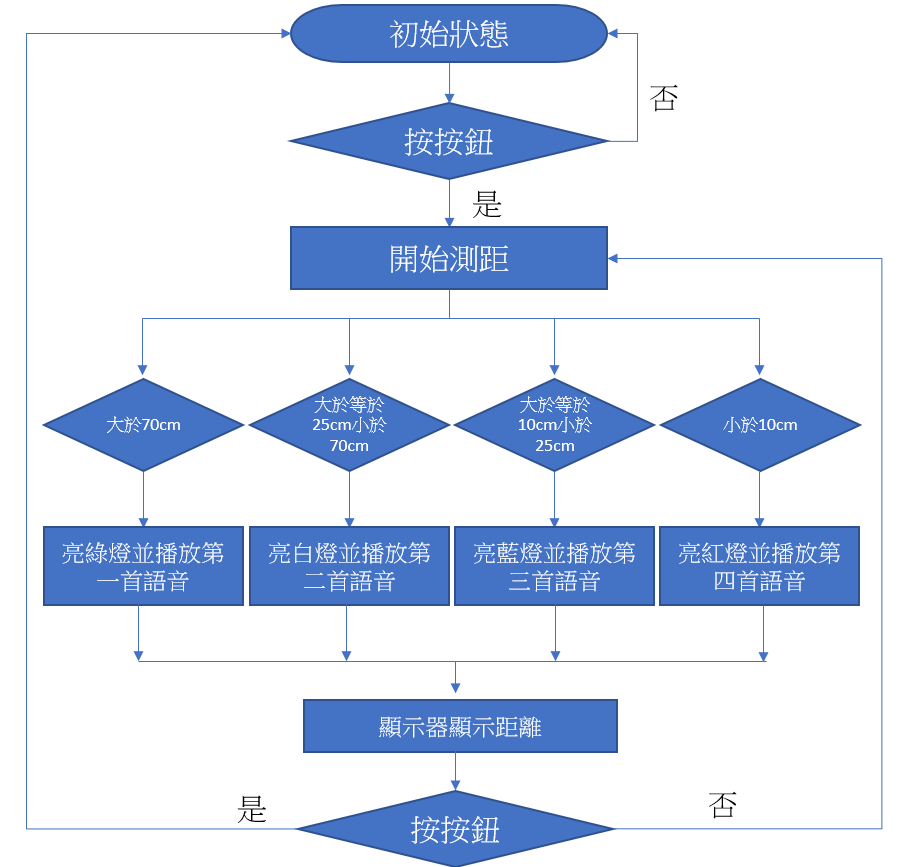 初始狀態
否
按按鈕
是
開始測距
大於70cm
大於等於
25cm小於
70cm
大於等於
10cm小於
25cm
小於10cm
亮綠燈並播放第
一首語音
亮白燈並播放第
二首語音
亮藍燈並播放第
三首語音
亮紅燈並播放第
四首語音
顯示器顯示距離
是
否
按按鈕